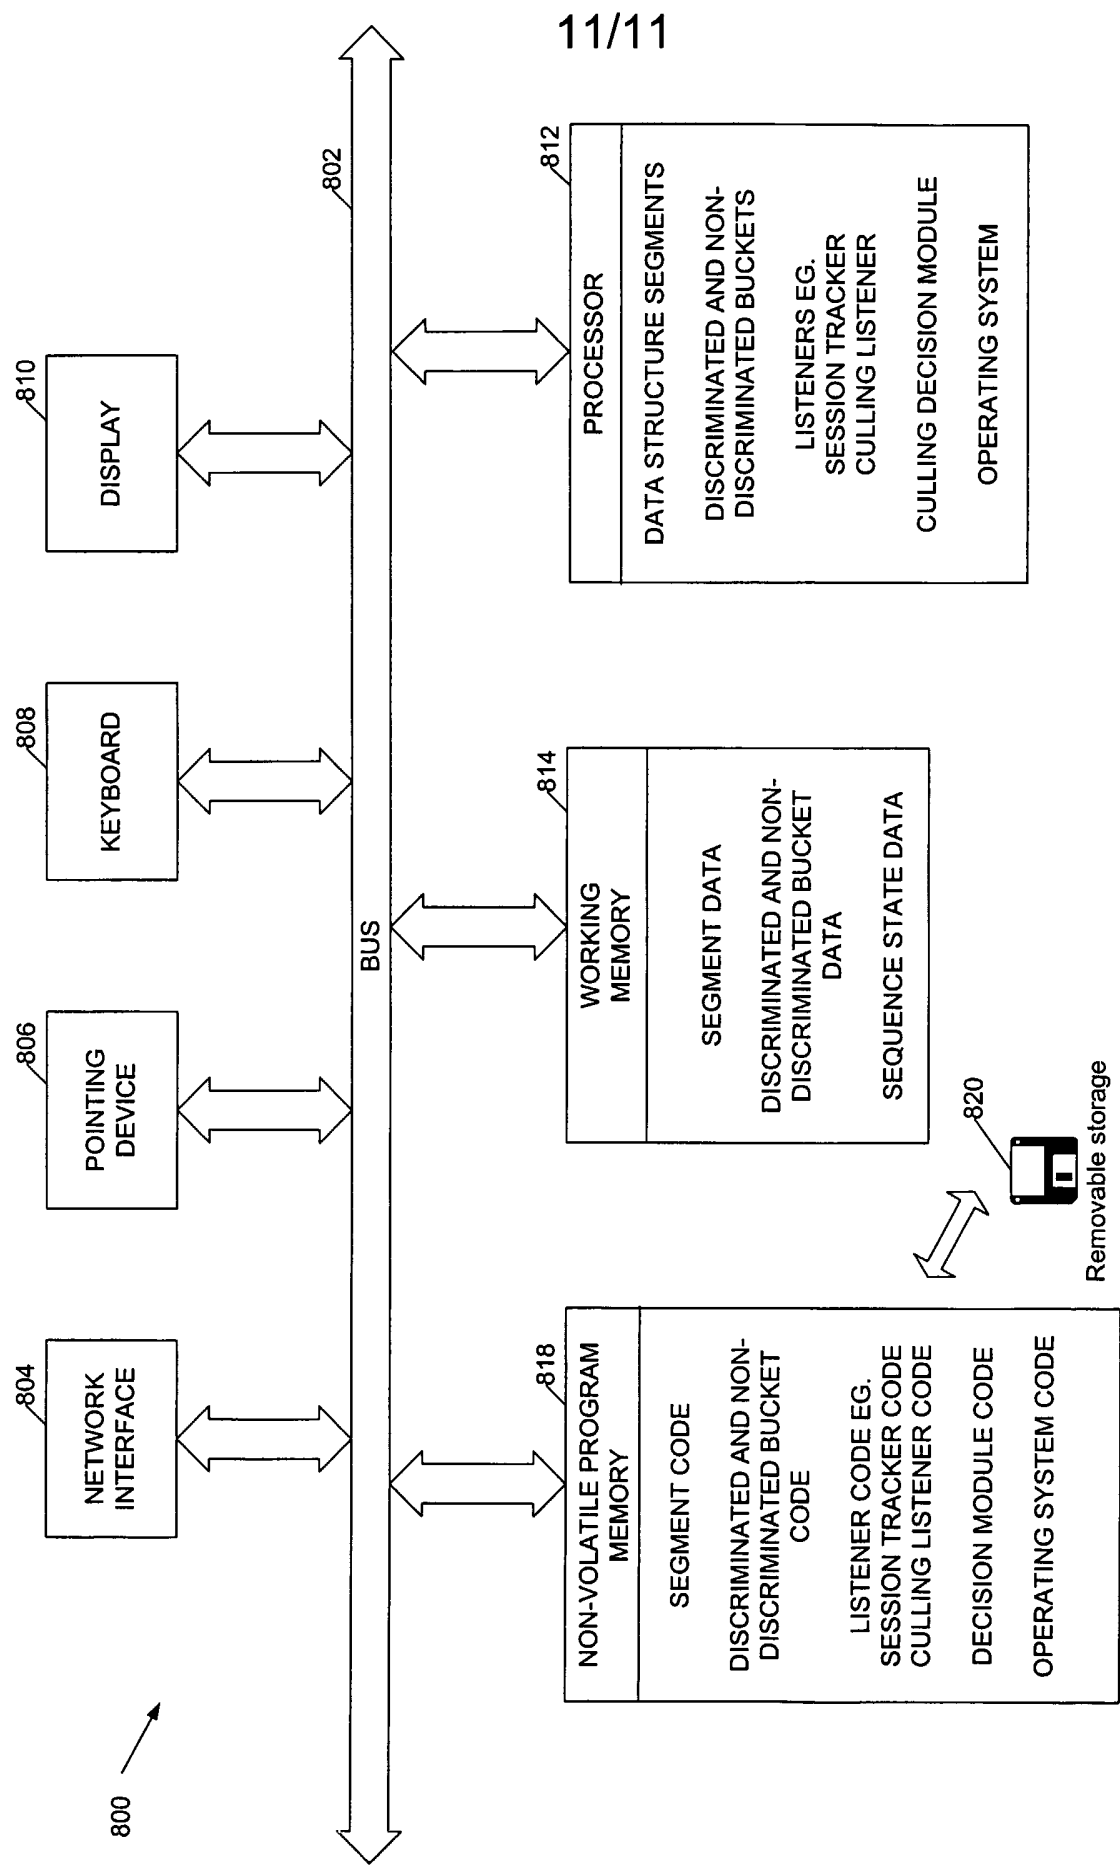 11/11
800
804
NETWORK
INTERFACE
806
POINTING
DEVICE
808
KEYBOARD
810
DISPLAY
802
BUS
818
NON-VOLATILE PROGRAM
MEMORY
SEGMENT CODE
DISCRIMINATED AND NON-
DISCRIMINATED BUCKET
CODE
LISTENER CODE EG.
SESSION TRACKER CODE
CULLING LISTENER CODE
DECISION MODULE CODE
OPERATING SYSTEM CODE
820
Removable storage
814
WORKING
MEMORY
SEGMENT DATA
DISCRIMINATED AND NON-
DISCRIMINATED BUCKET
DATA
SEQUENCE STATE DATA
812
PROCESSOR
DATA STRUCTURE SEGMENTS
DISCRIMINATED AND NON-
DISCRIMINATED BUCKETS
LISTENERS EG.
SESSION TRACKER
CULLING LISTENER
CULLING DECISION MODULE
OPERATING SYSTEM